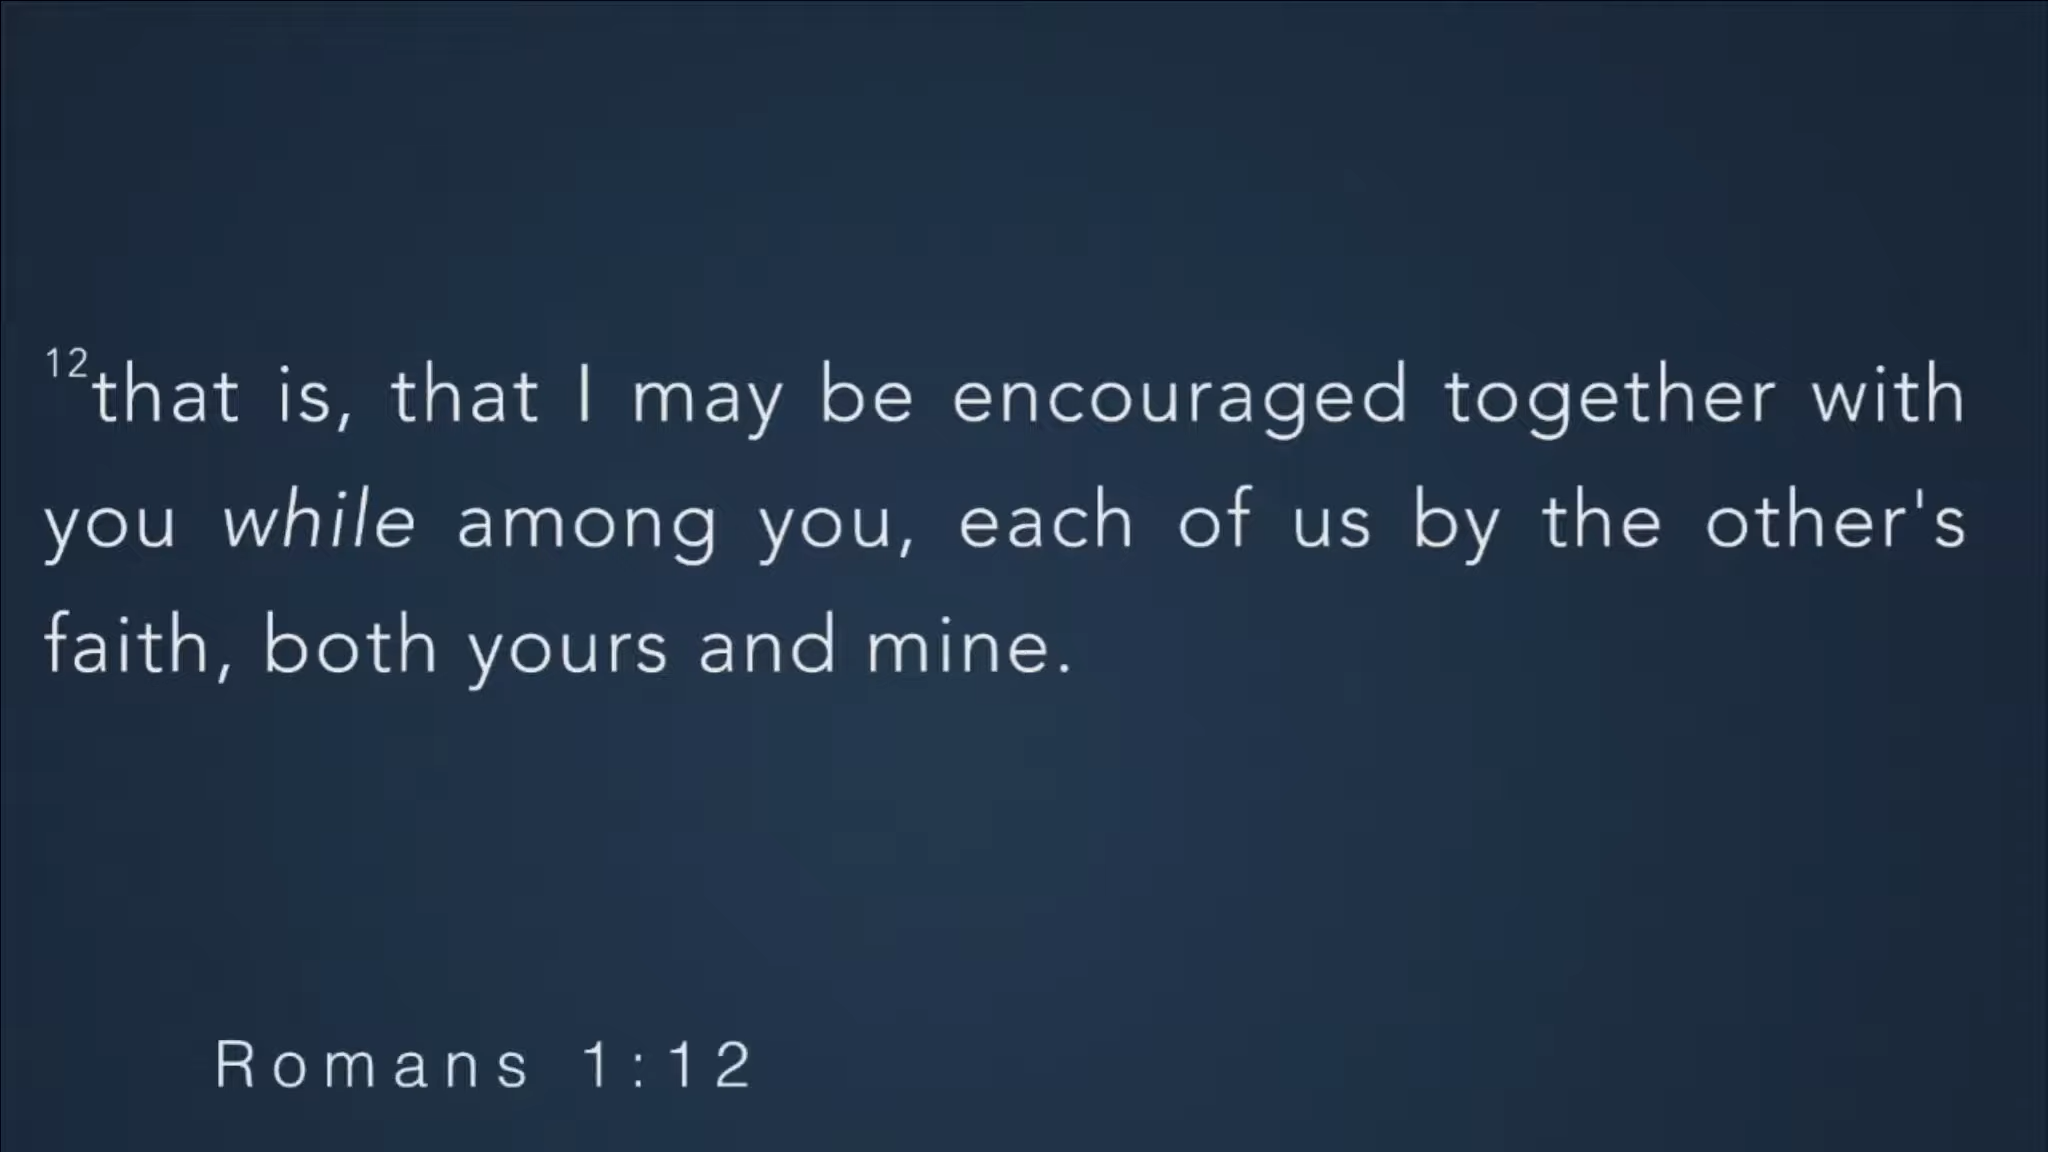 12that is, that I may be encouraged together with
you while among you, each of us by the other's
faith, both yours and mine.
Romans 1:12